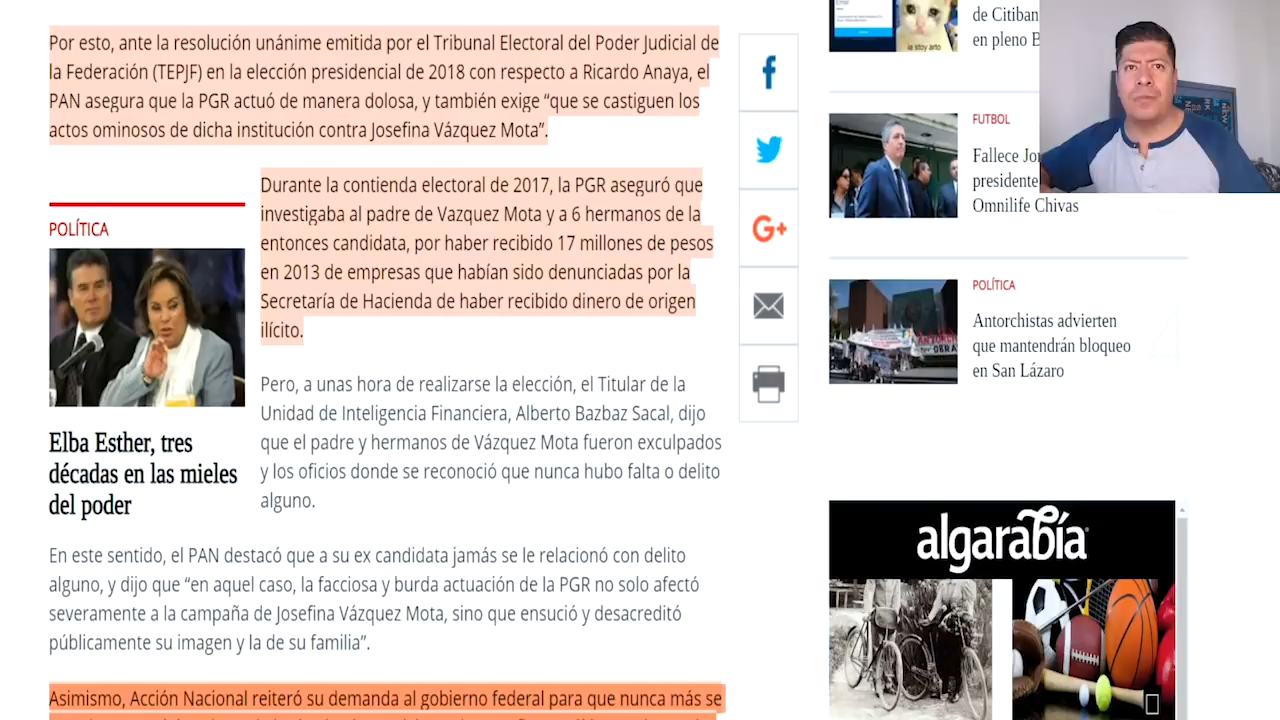 Por esto, ante la resolución unánime emitida por el Tribunal Electoral del Poder Judicial de
la Federación (TEPJF) en la elección presidencial de 2018 con respecto a Ricardo Anaya, el
PAN asegura que la PGR actuó de manera dolosa, y también exige “que se castiguen los
actos ominosos de dicha institución contra Josefina Vázquez Mota”.
POLÍTICA
Elba Esther, tres
décadas en las mieles
del poder
Durante la contienda electoral de 2017, la PGR aseguró que
investigaba al padre de Vazquez Mota y a 6 hermanos de la
entonces candidata, por haber recibido 17 millones de pesos
en 2013 de empresas que habían sido denunciadas por la
Secretaría de Hacienda de haber recibido dinero de origen
ilícito.
Pero, a unas hora de realizarse la elección, el Titular de la
Unidad de Inteligencia Financiera, Alberto Bazbaz Sacal, dijo
que el padre y hermanos de Vázquez Mota fueron exculpados
y los oficios donde se reconoció que nunca hubo falta o delito
alguno.
En este sentido, el PAN destacó que a su ex candidata jamás se le relacionó con delito
alguno, y dijo que “en aquel caso, la facciosa y burda actuación de la PGR no solo afectó
severamente a la campaña de Josefina Vázquez Mota, sino que ensució y desacreditó
públicamente su imagen y la de su familia”.
Asimismo, Acción Nacional reiteró su demanda al gobierno federal para que nunca más se
G+
ia stoy arto
de Citiban
en pleno B
FUTBOL
Fallece Jor
presidente
Omnilife Chivas
POLÍTICA
Antorchistas advierten
que mantendrán bloqueo
en San Lázaro
algarabía